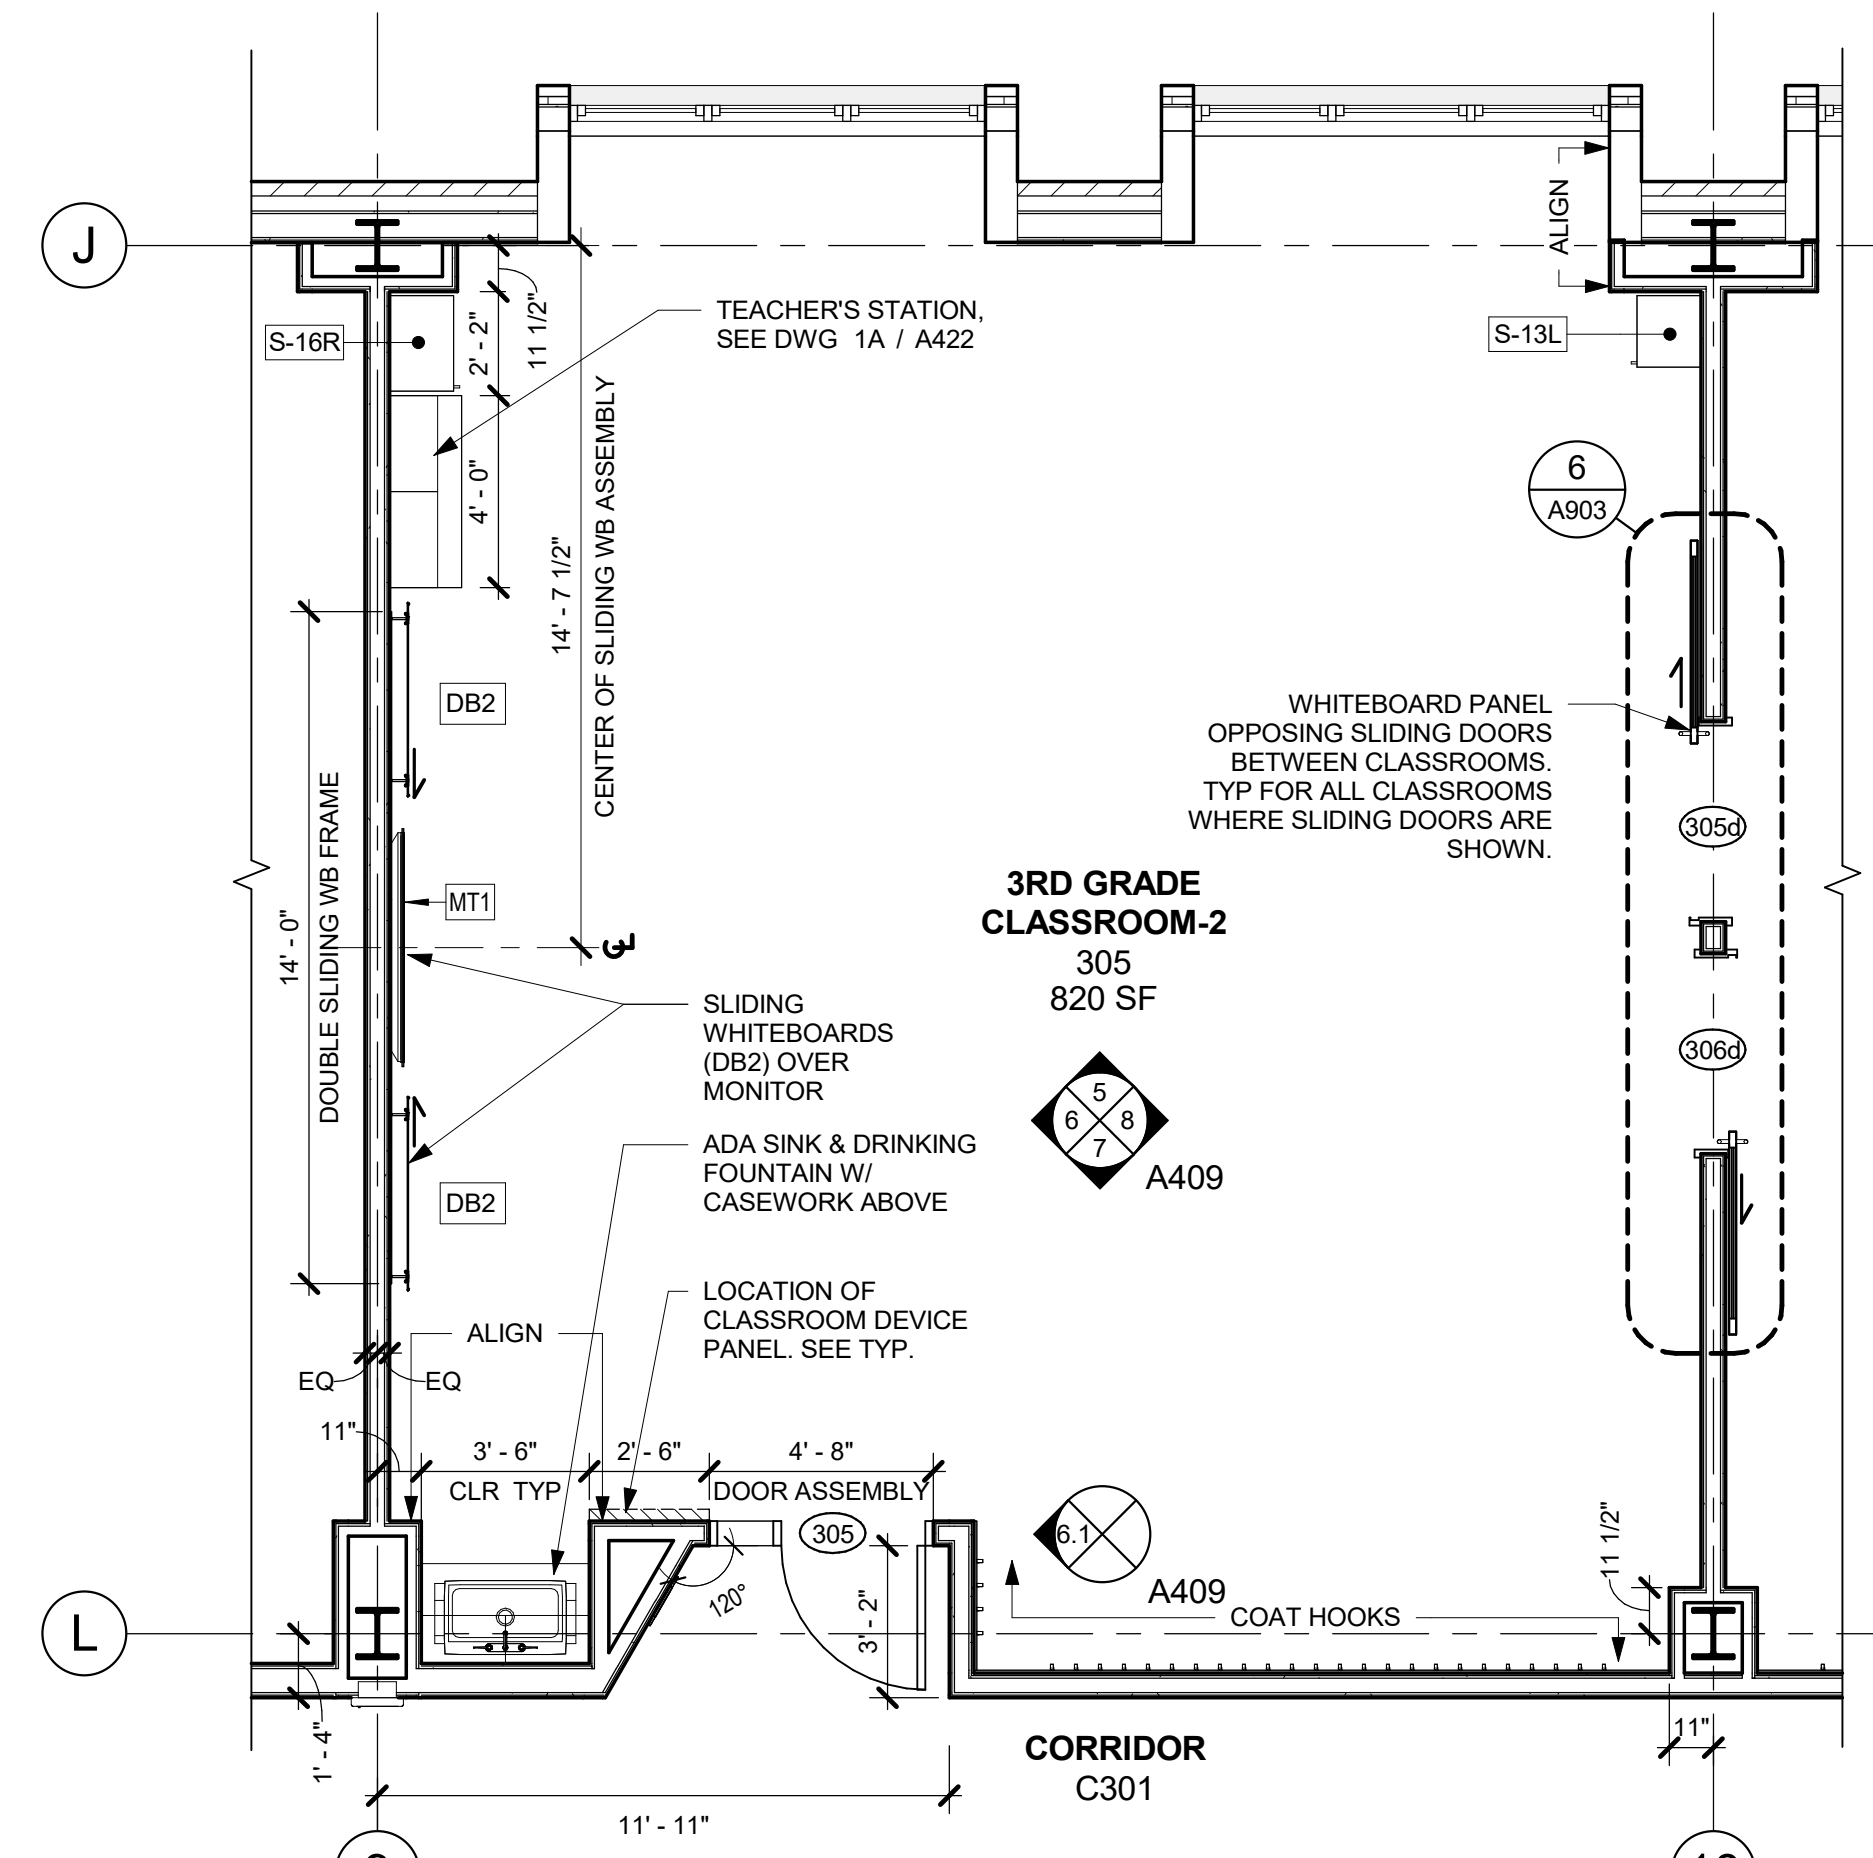 J
ALIGN
11 1/2"
2' - 2"
S-16R
TEACHER'S STATION,
SEE DWG 1A / A422
S-13L
4' - 0"
14' - 7 1/2"
CENTER OF SLIDING WB ASSEMBLY
6
A903
DB2
WHITEBOARD PANEL
OPPOSING SLIDING DOORS
BETWEEN CLASSROOMS.
TYP FOR ALL CLASSROOMS
WHERE SLIDING DOORS ARE
SHOWN.
305d
14' - 0"
DOUBLE SLIDING WB FRAME
MT1
CL
3RD GRADE
CLASSROOM-2
305
820 SF
SLIDING
WHITEBOARDS
(DB2) OVER
MONITOR
306d
5
6 8
7
A409
ADA SINK & DRINKING
FOUNTAIN W/
CASEWORK ABOVE
DB2
LOCATION OF
CLASSROOM DEVICE
PANEL. SEE TYP.
ALIGN
EQ
EQ
11"
3' - 6"
CLR TYP
2' - 6"
4' - 8"
DOOR ASSEMBLY
305
6.1
A409
11 1/2"
120°
3' - 2"
COAT HOOKS
L
1' - 4"
11"
CORRIDOR
C301
11' - 11"